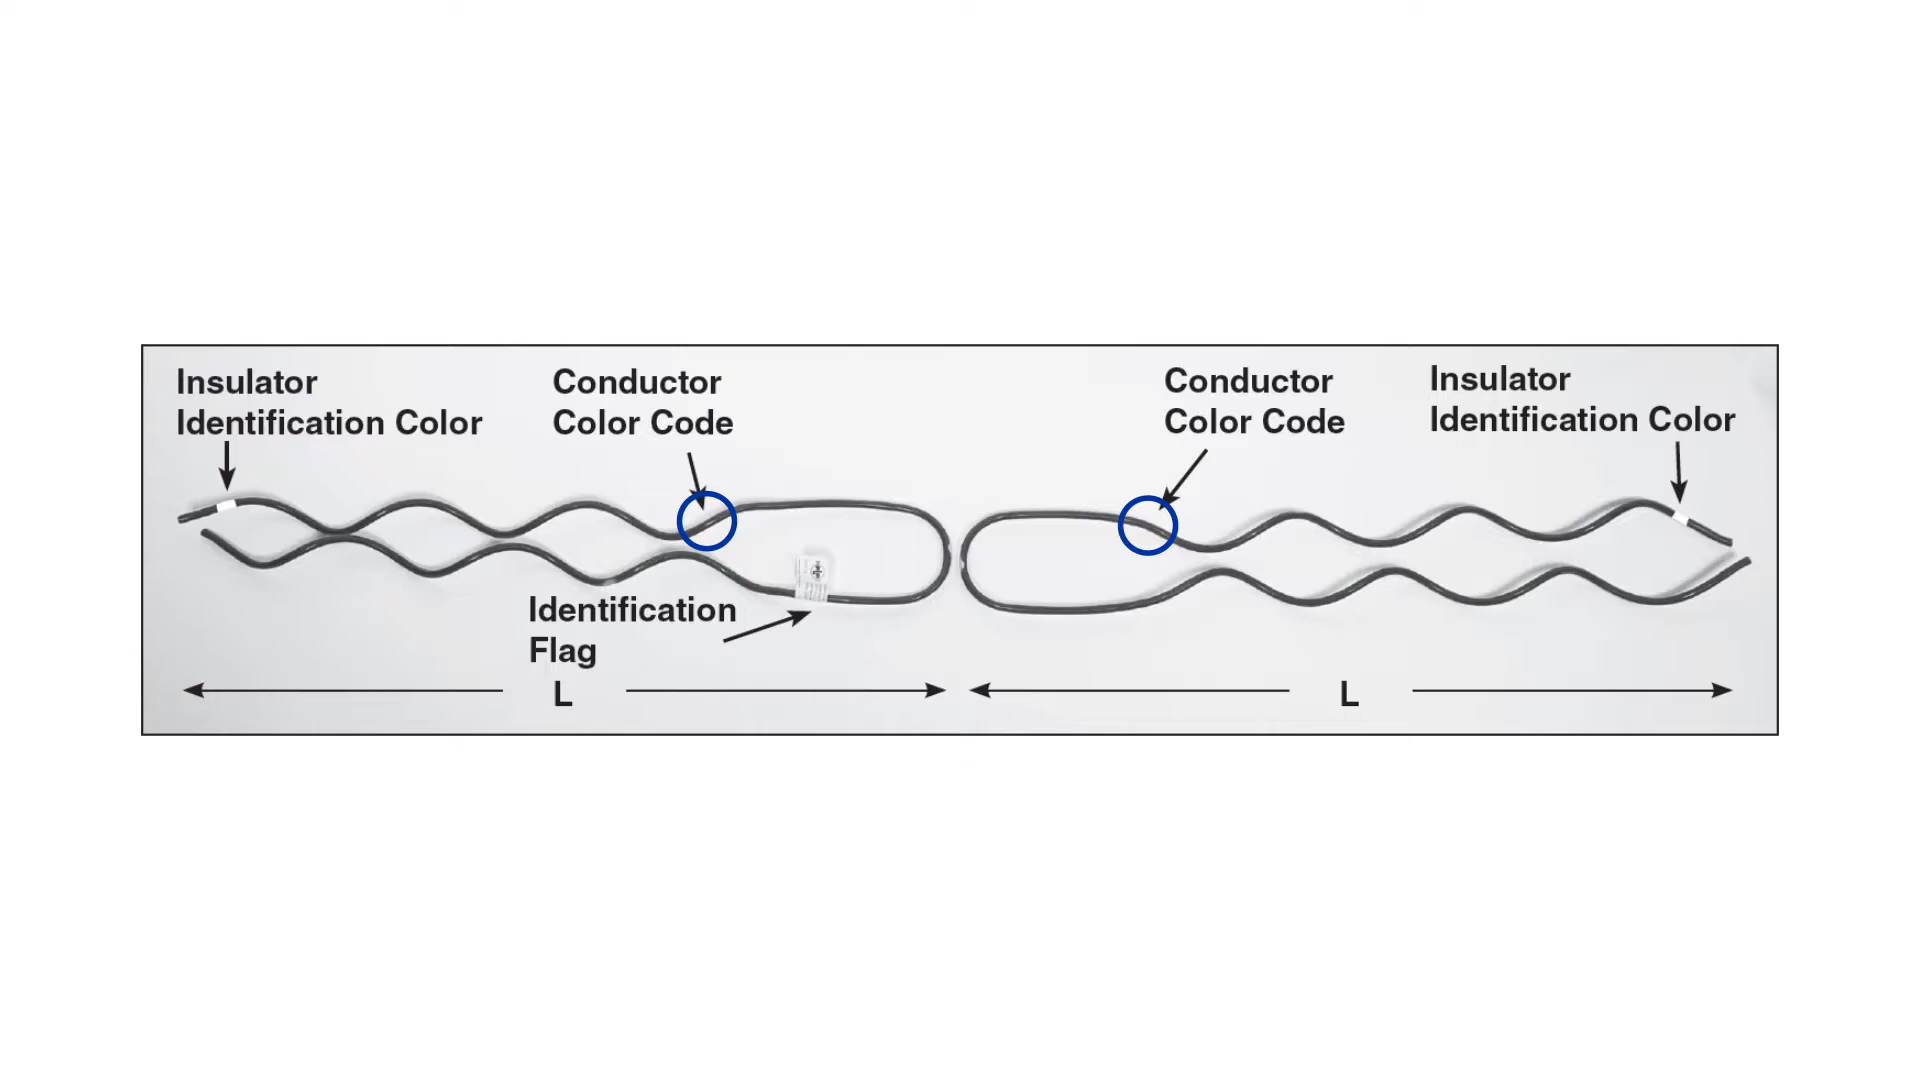 Insulator
Identification Color
Conductor
Color Code
Conductor
Color Code
Insulator
Identification Color
Identification
Flag
L
L